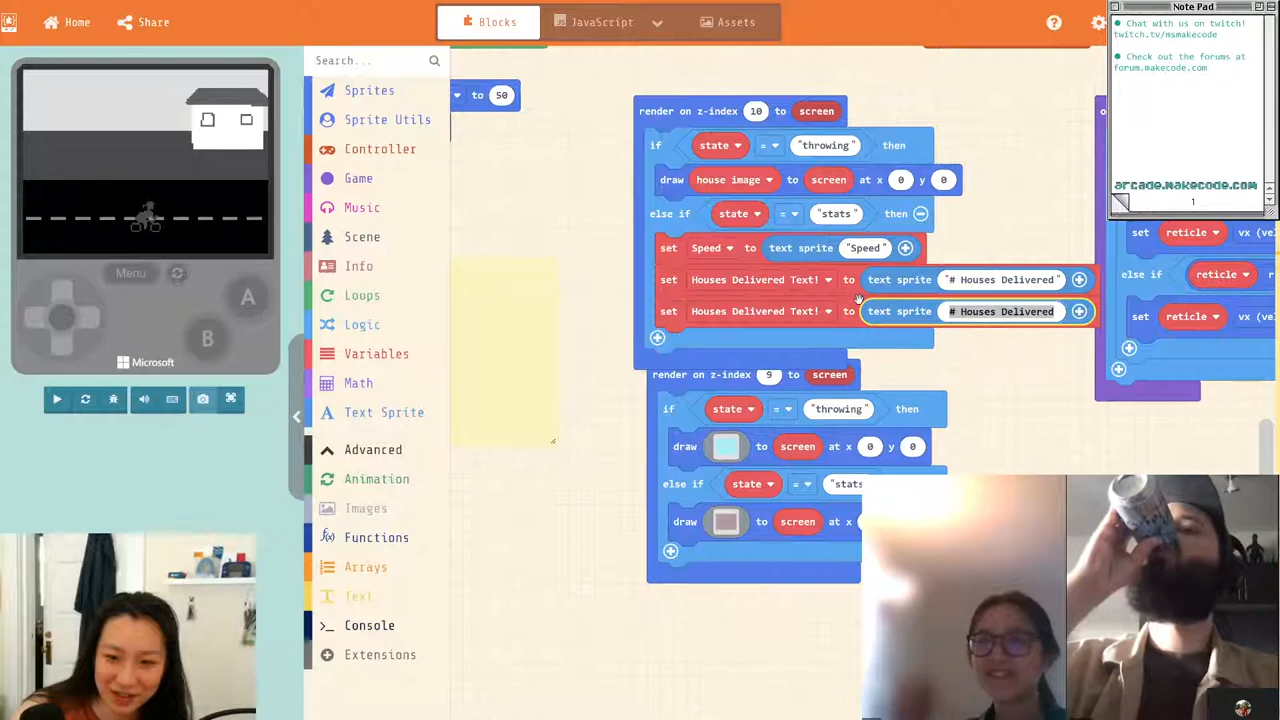 Home
Share
Blocks
JavaScript
Assets
?
Note Pad
Chat with us on twitch!
twitch.tv/msmakecode
Check out the forums at
forum.makecode.com
arcade.makecode.com
1
Menu
A
B
Microsoft
Search...
Sprites
Sprite Utils
Controller
Game
Music
Scene
Info
Loops
Logic
Variables
Math
Text Sprite
Advanced
Animation
Images
Functions
Arrays
Text
Console
Extensions
to 50
render on z-index 10 to screen
if state = "throwing" then
draw house image to screen at x 0 y 0
else if state = "stats" then
set Speed to text sprite "Speed"
set Houses Delivered Text! to text sprite "# Houses Delivered"
set Houses Delivered Text! to text sprite # Houses Delivered
render on z-index 9 to screen
if state = "throwing" then
draw to screen at x 0 y 0
else if state = "stats
draw to screen at x
set reticle vx (ve
else if reticle
set reticle vx (ve